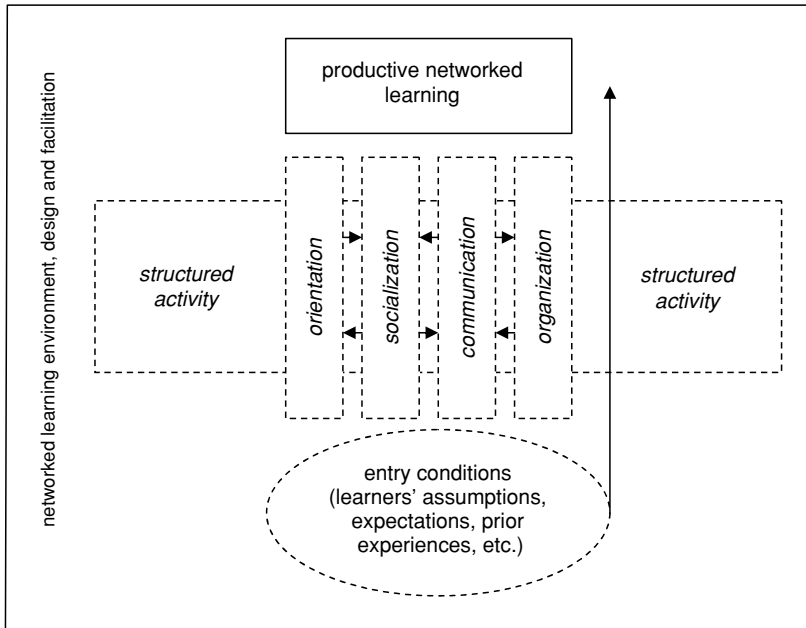 networked learning environment, design and facilitation
productive networked
learning
structured
activity
orientation
socialization
communication
organization
structured
activity
entry conditions
(learners’ assumptions,
expectations, prior
experiences, etc.)